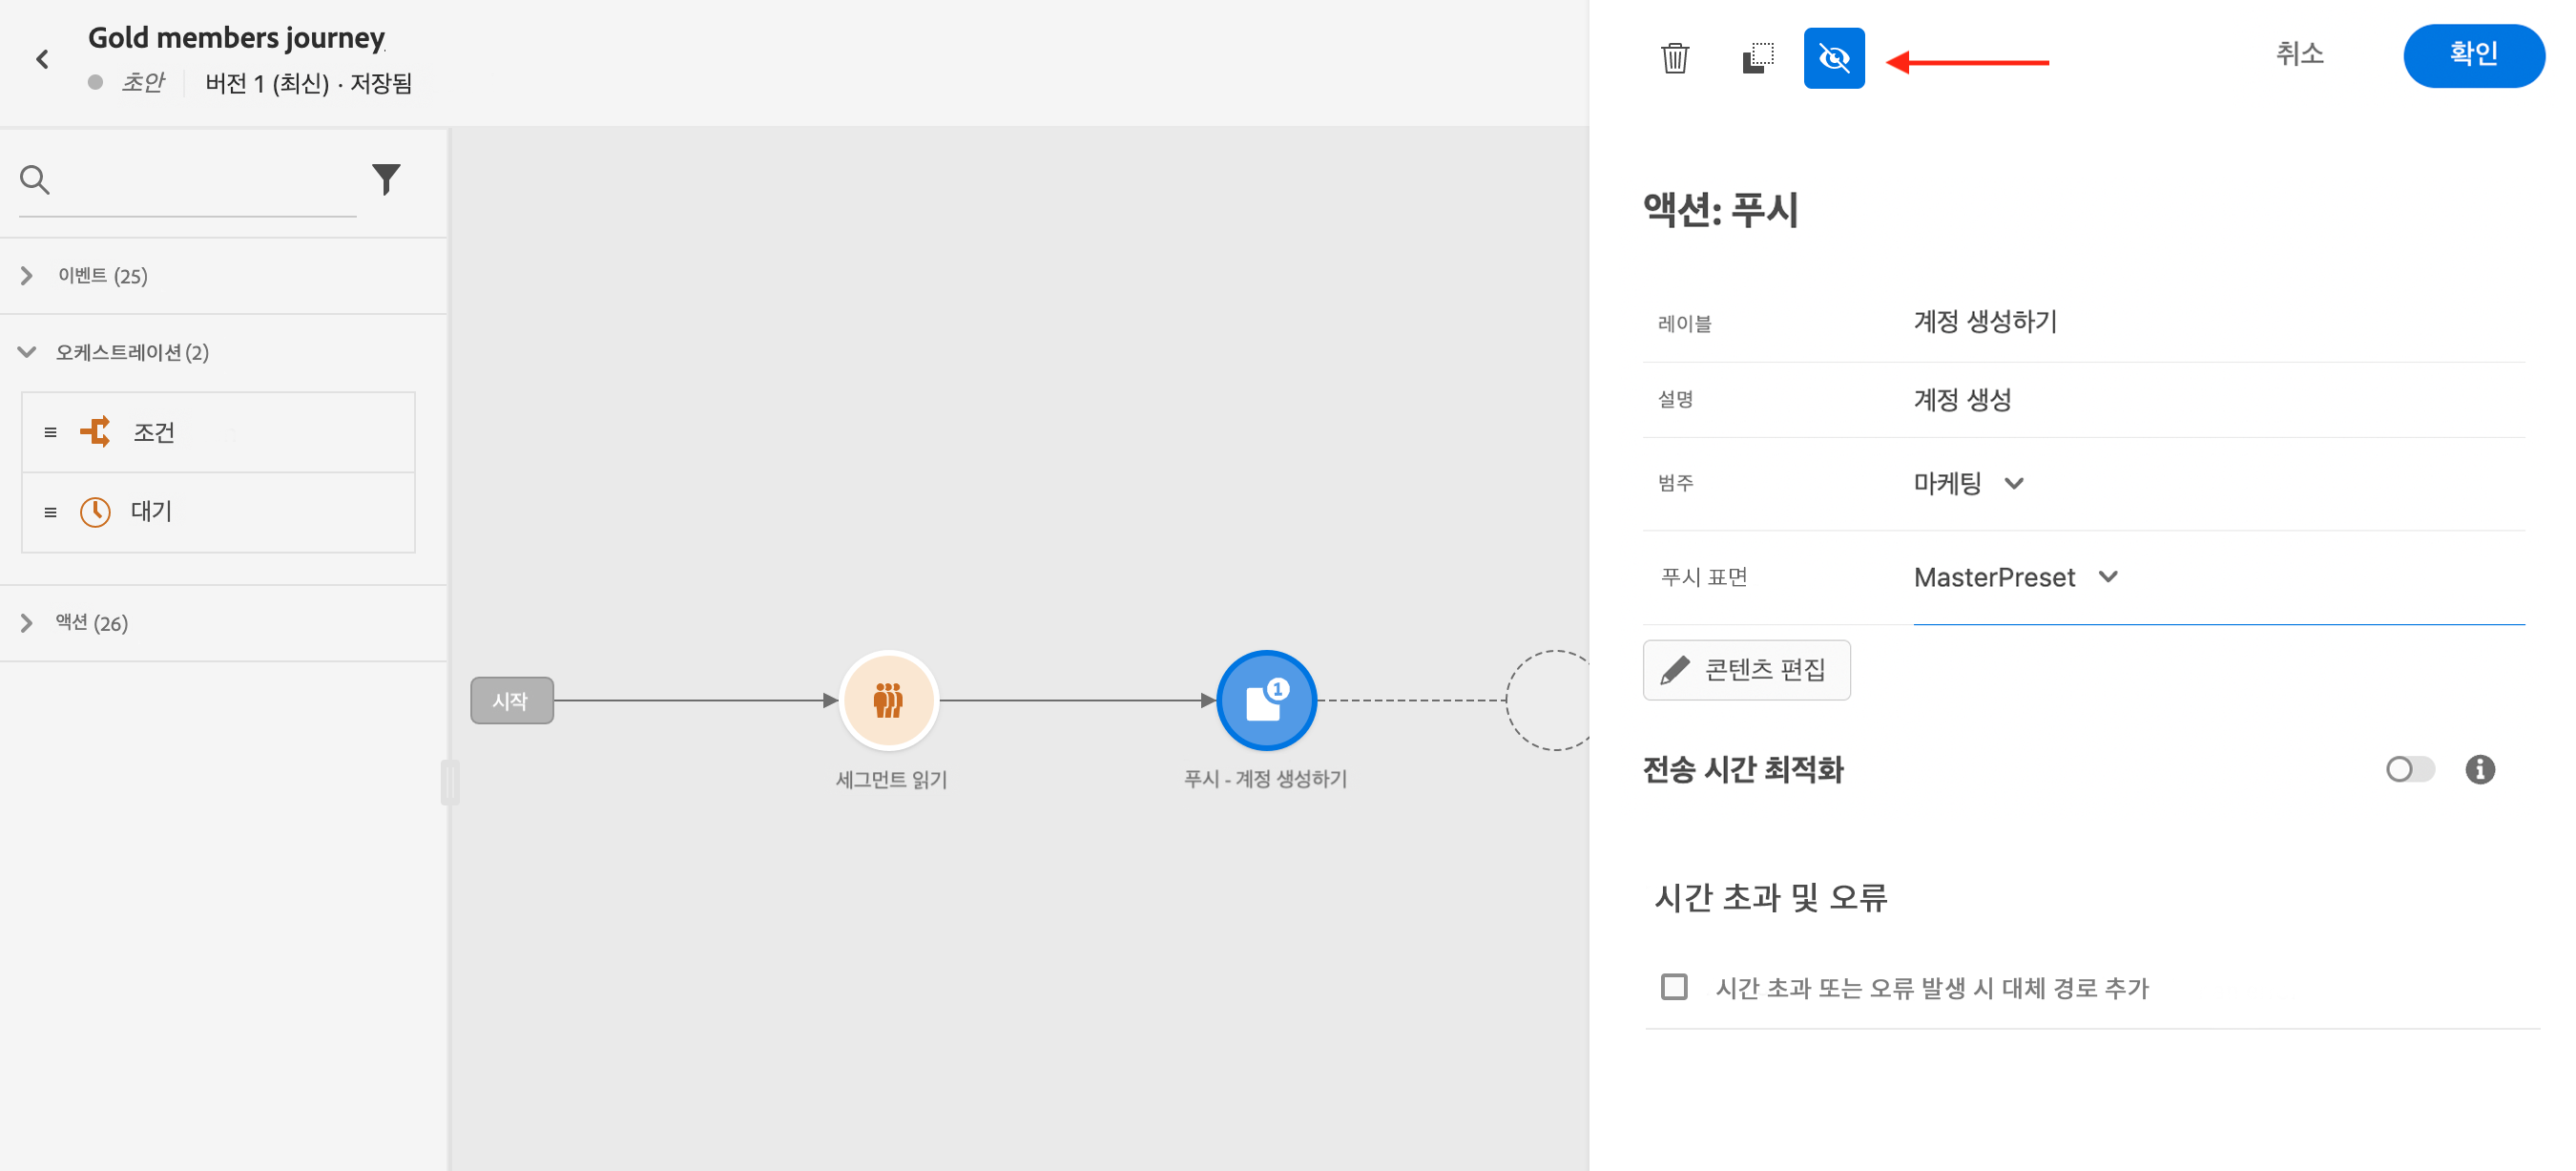 Gold members journey
초안 버전 1 (최신) · 저장됨
이벤트 (25)
오케스트레이션 (2)
조건
대기
액션 (26)
시작
세그먼트 읽기
1
푸시 - 계정 생성하기
취소
확인
액션: 푸시
레이블 계정 생성하기
설명 계정 생성
범주 마케팅
푸시 표면 MasterPreset
콘텐츠 편집
전송 시간 최적화
시간 초과 및 오류
시간 초과 또는 오류 발생 시 대체 경로 추가